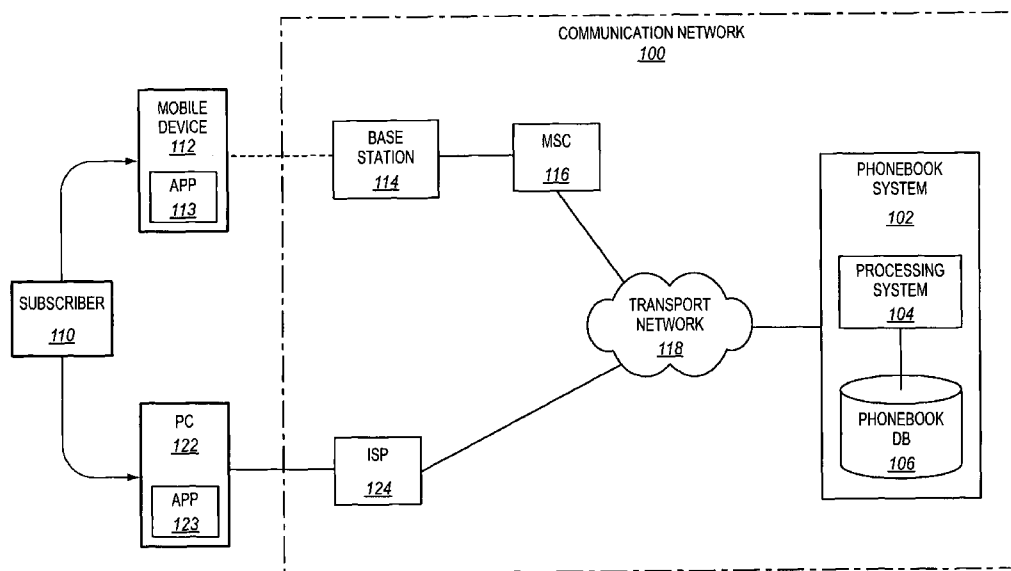 COMMUNICATION NETWORK
100
MOBILE
DEVICE
112
APP
113
BASE
STATION
114
MSC
116
PHONEBOOK
SYSTEM
102
PROCESSING
SYSTEM
104
SUBSCRIBER
110
TRANSPORT
NETWORK
118
PHONEBOOK
DB
106
PC
122
APP
123
ISP
124